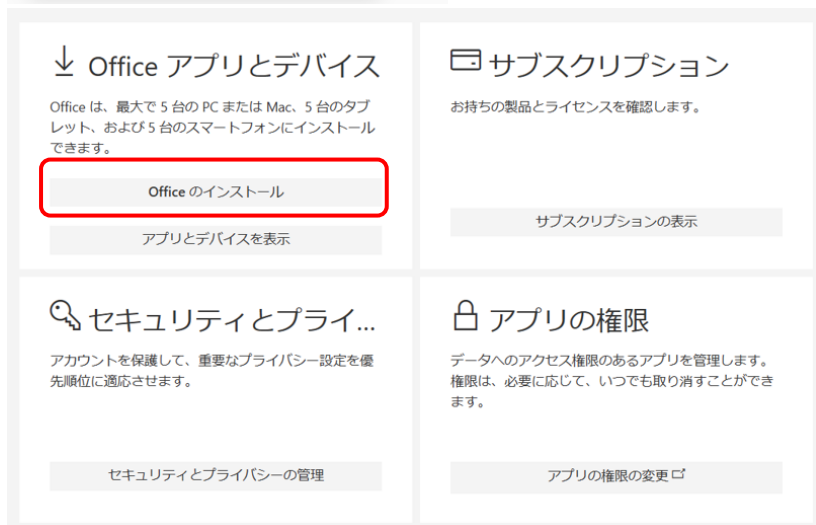 Office アプリとデバイス
Office は、最大で 5 台の PC または Mac、5 台のタブ
レット、および 5 台のスマートフォンにインストール
できます。
Office のインストール
アプリとデバイスを表示
サブスクリプション
お持ちの製品とライセンスを確認します。
サブスクリプションの表示
セキュリティとプライ...
アカウントを保護して、重要なプライバシー設定を優
先順位に適応させます。
セキュリティとプライバシーの管理
アプリの権限
データへのアクセス権限のあるアプリを管理します。
権限は、必要に応じて、いつでも取り消すことができ
ます。
アプリの権限の変更